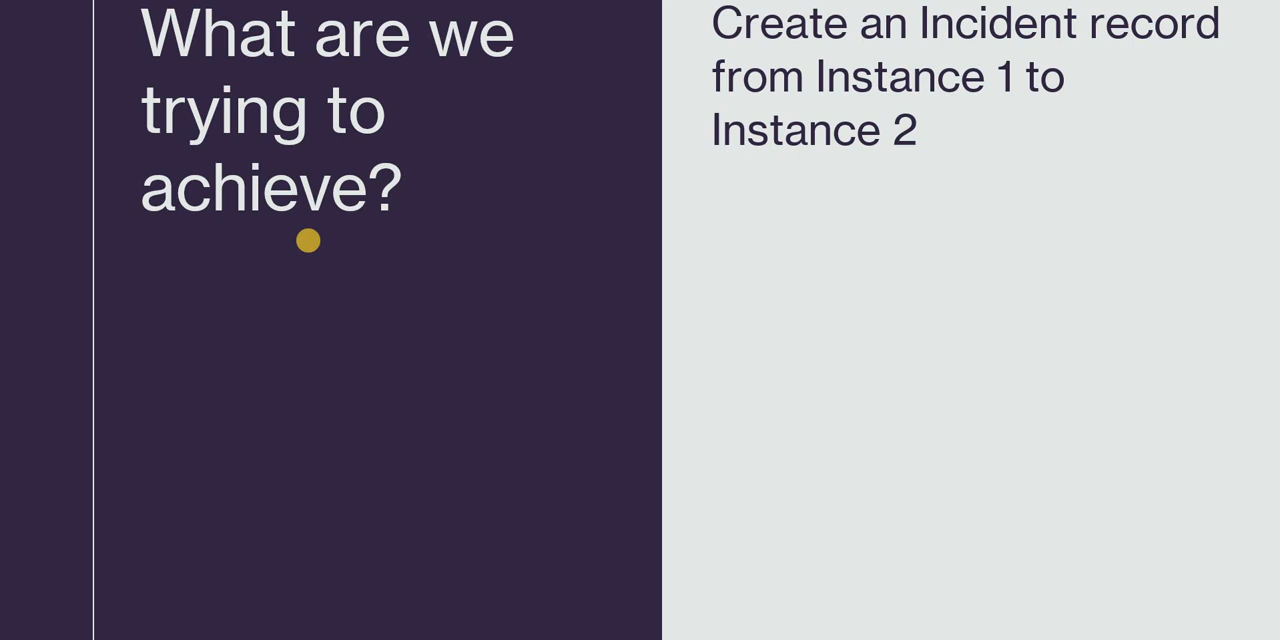 What are we
trying to
achieve?
Create an Incident record
from Instance 1 to
Instance 2